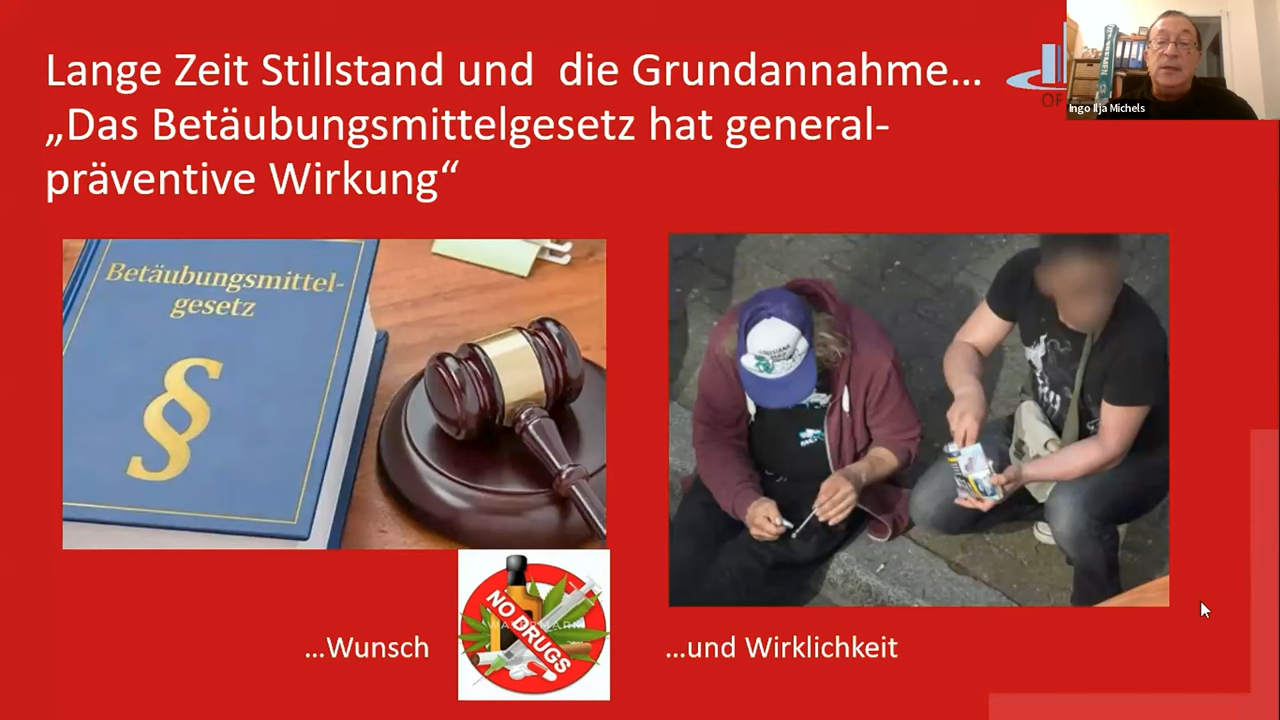 Lange Zeit Stillstand und die Grundannahme...
„Das Betäubungsmittelgesetz hat general-
präventive Wirkung“
Ingo Ilja Michels
Betäubungsmittel-
gesetz
§
NO DRUGS
...Wunsch
...und Wirklichkeit